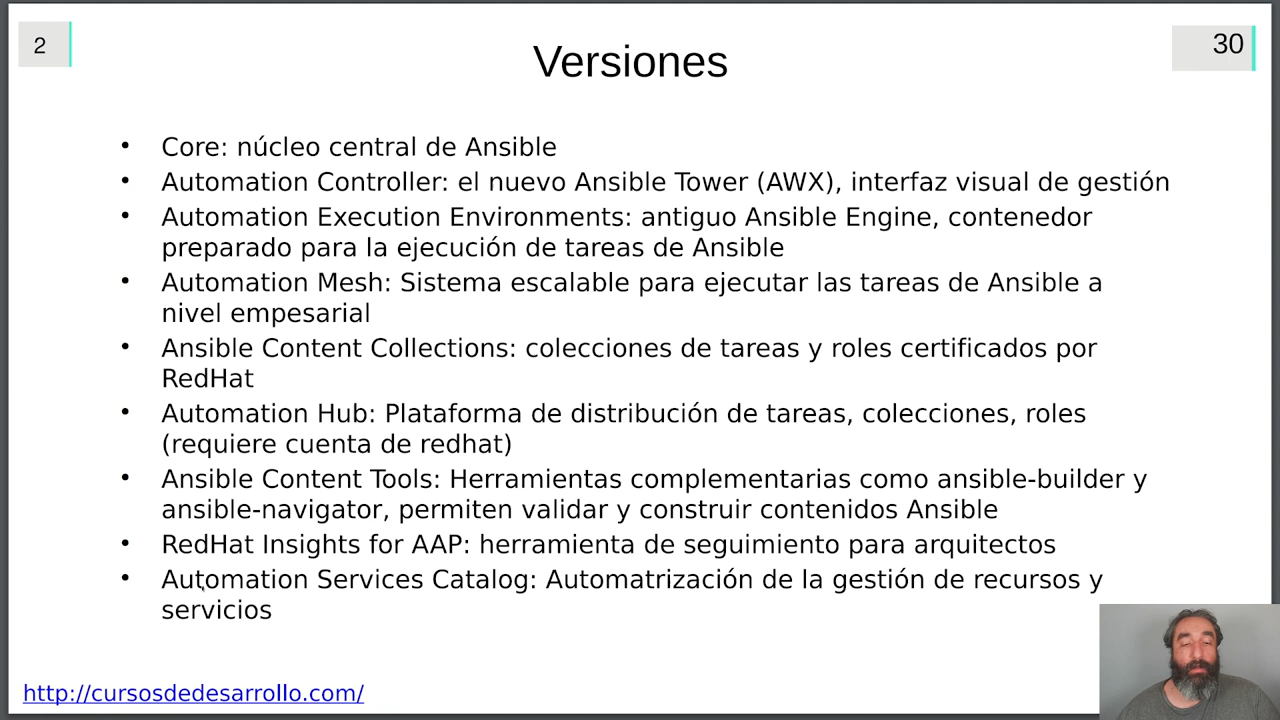 2
30
Versiones
• Core: núcleo central de Ansible
• Automation Controller: el nuevo Ansible Tower (AWX), interfaz visual de gestión
• Automation Execution Environments: antiguo Ansible Engine, contenedor
preparado para la ejecución de tareas de Ansible
• Automation Mesh: Sistema escalable para ejecutar las tareas de Ansible a
nivel empesarial
• Ansible Content Collections: colecciones de tareas y roles certificados por
RedHat
• Automation Hub: Plataforma de distribución de tareas, colecciones, roles
(requiere cuenta de redhat)
• Ansible Content Tools: Herramientas complementarias como ansible-builder y
ansible-navigator, permiten validar y construir contenidos Ansible
• RedHat Insights for AAP: herramienta de seguimiento para arquitectos
• Automation Services Catalog: Automatrización de la gestión de recursos y
servicios
http://cursosdedesarrollo.com/